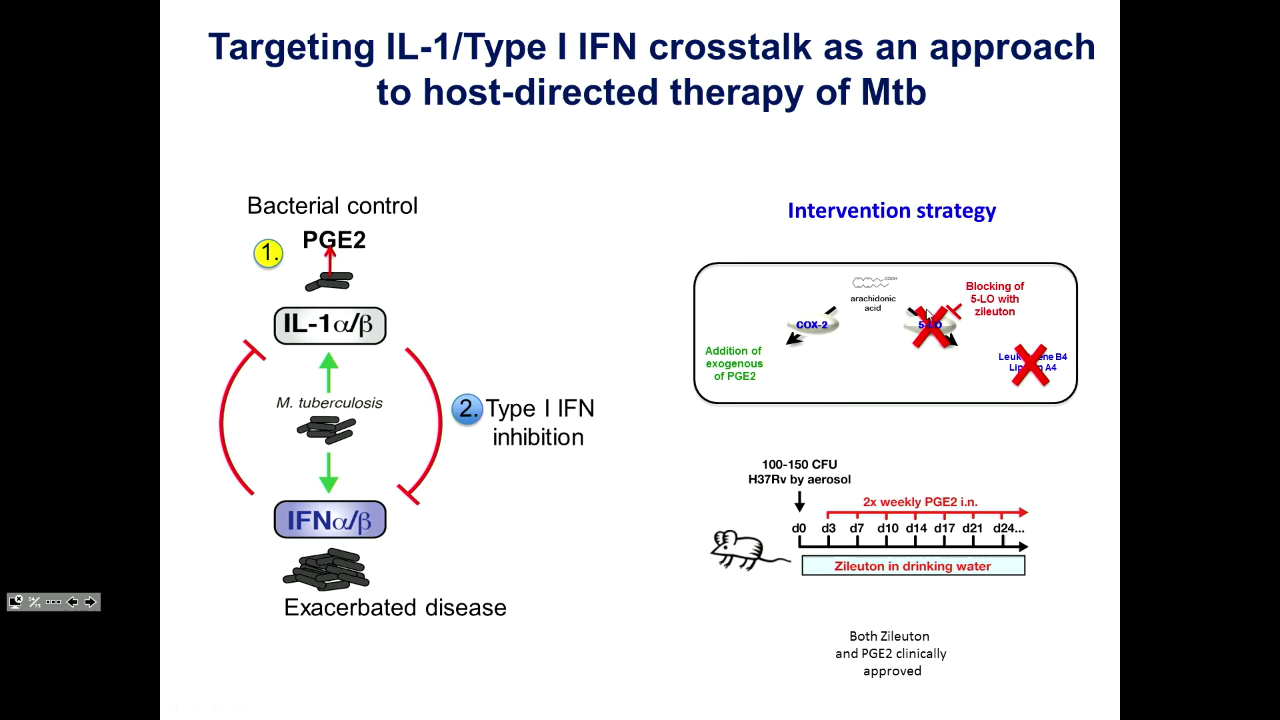 Targeting IL-1/Type I IFN crosstalk as an approach
to host-directed therapy of Mtb
Bacterial control
PGE2
1.
IL-1α/β
M. tuberculosis
2. Type I IFN
inhibition
IFNα/β
Exacerbated disease
Intervention strategy
COOH
arachidonic
acid
Blocking of
5-LO with
zileuton
COX-2
5-LO
Addition of
exogenous
of PGE2
B4
A4
100-150 CFU
H37Rv by aerosol
2x weekly PGE2 i.n.
d0 d3 d7 d10 d14 d17 d21 d24...
Zileuton in drinking water
Both Zileuton
and PGE2 clinically
approved